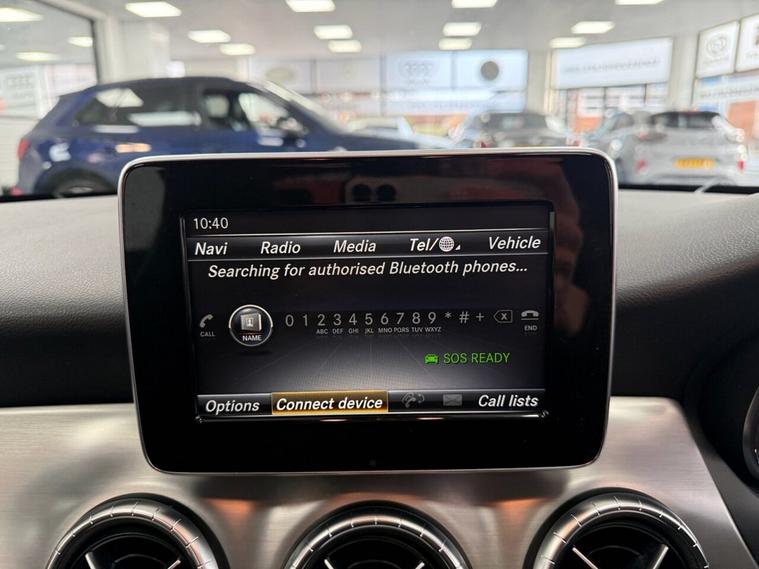 10:40
Navi Radio Media Tel/ Vehicle
Searching for authorised Bluetooth phones...
0 1 2 3 4 5 6 7 8 9 * # +
CALL NAME ABC DEF GHI JKL MNO PQRS TUV WXYZ END
SOS READY
Options Connect device Call lists